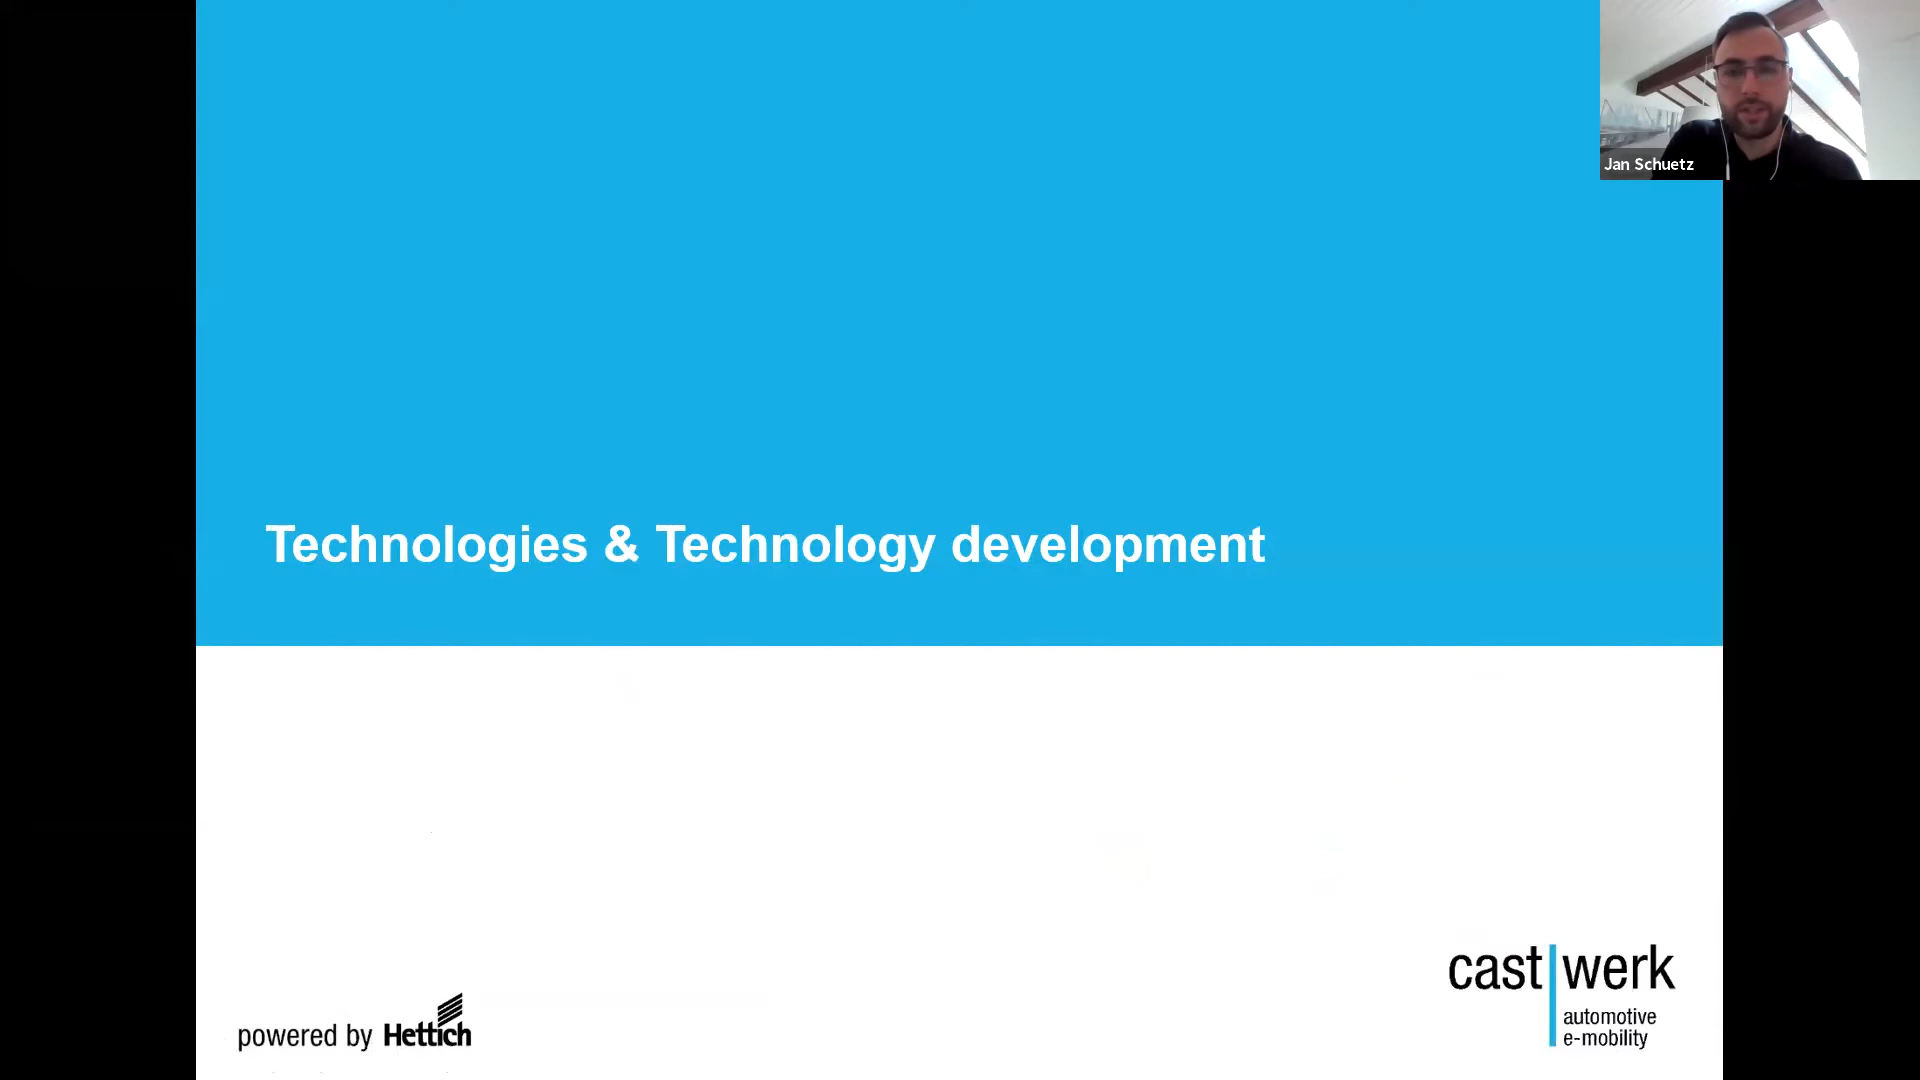 Jan Schuetz
Technologies & Technology development
powered by Hettich
cast werk
automotive
e-mobility